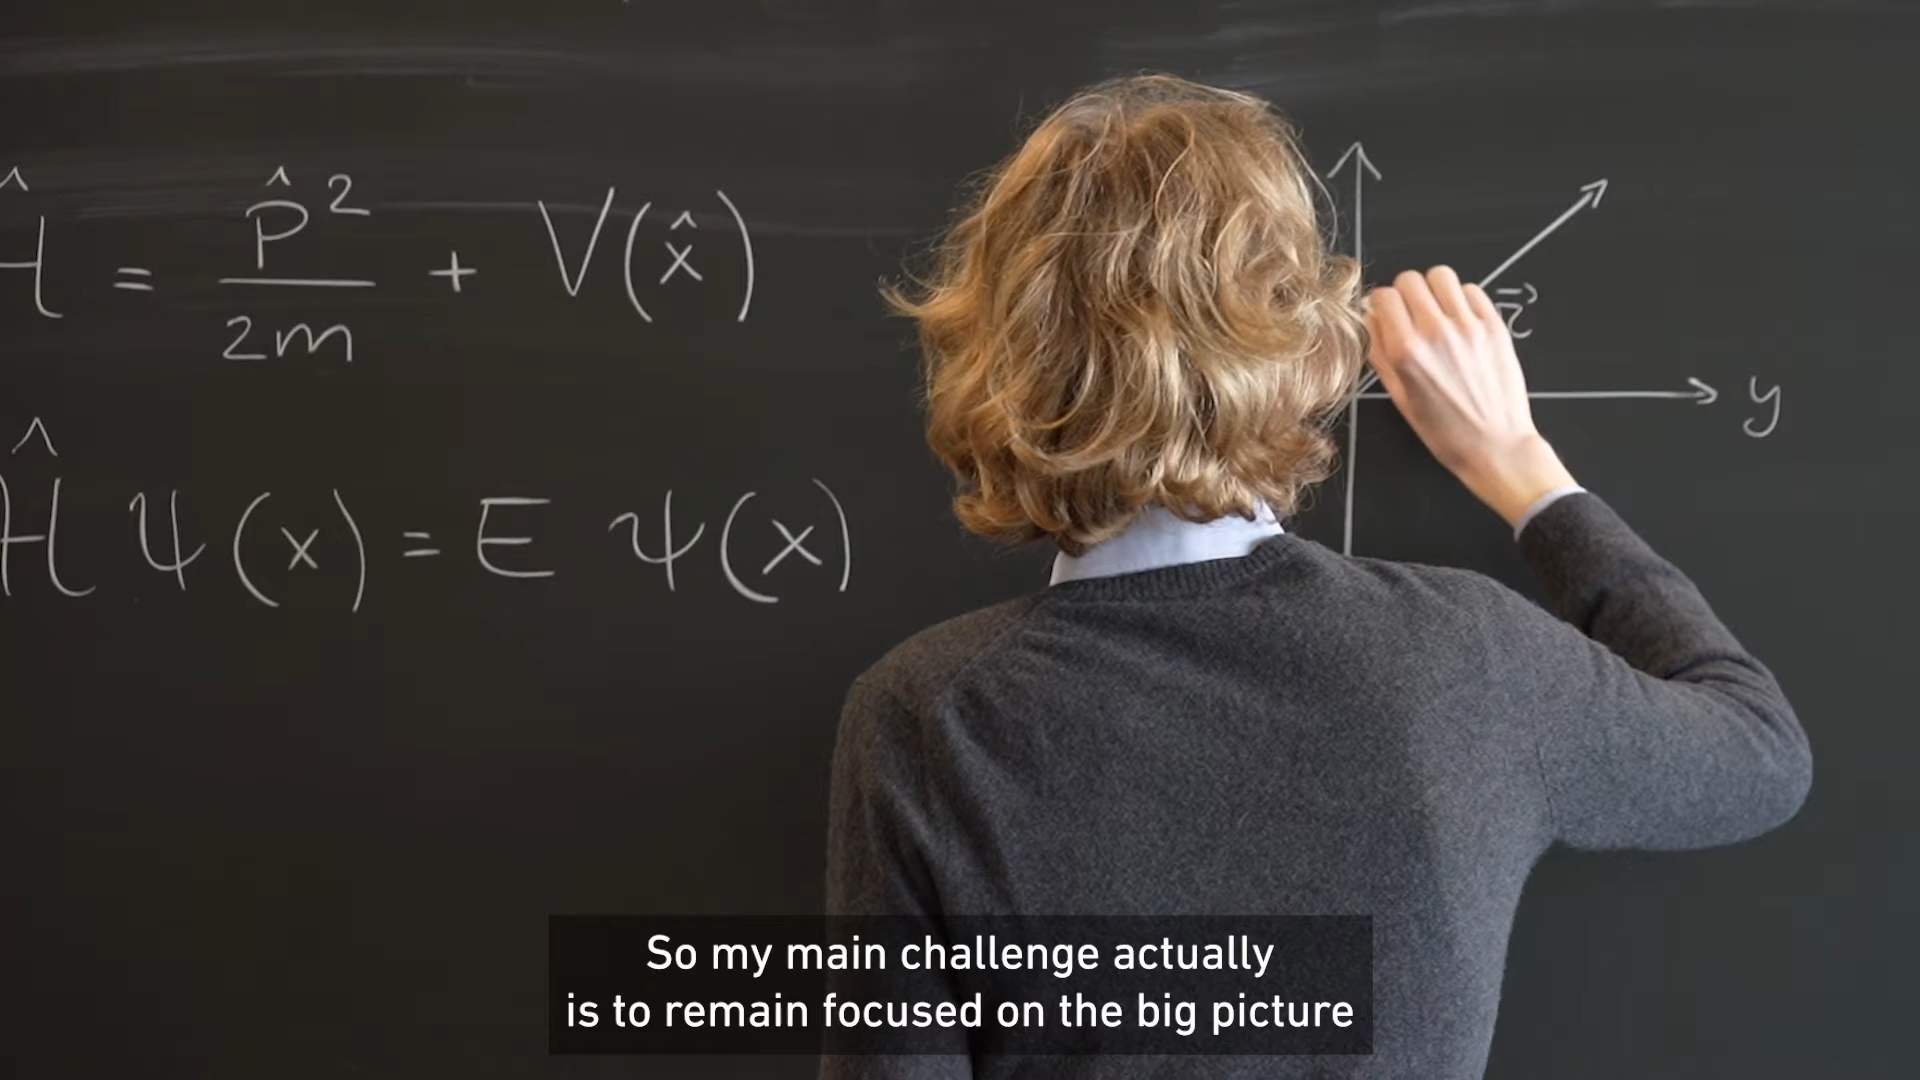 Ĥ = p̂²/2m + V(x̂)
Ĥ ψ(x) = E ψ(x)
r⃗
y
So my main challenge actually
is to remain focused on the big picture